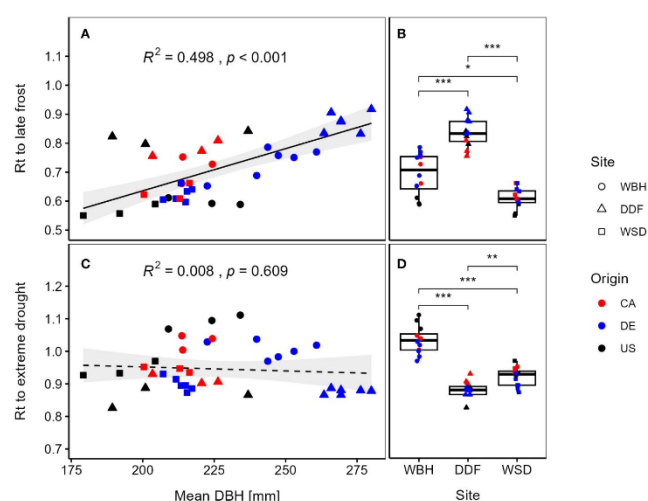 A
R² = 0.498 , p < 0.001
B
***
*
***
Rt to late frost
1.1
1.0
0.9
0.8
0.7
0.6
0.5
Site
WBH
DDF
WSD
C
R² = 0.008 , p = 0.609
D
**
***
***
Rt to extreme drought
1.2
1.1
1.0
0.9
0.8
0.7
Origin
CA
DE
US
175 200 225 250 275
Mean DBH [mm]
WBH DDF WSD
Site